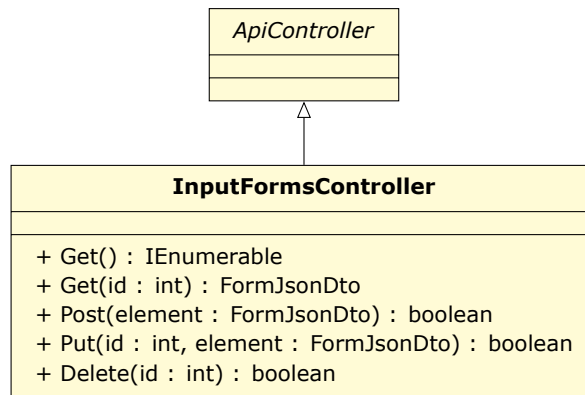 ApiController
InputFormsController
+ Get() : IEnumerable
+ Get(id : int) : FormJsonDto
+ Post(element : FormJsonDto) : boolean
+ Put(id : int, element : FormJsonDto) : boolean
+ Delete(id : int) : boolean